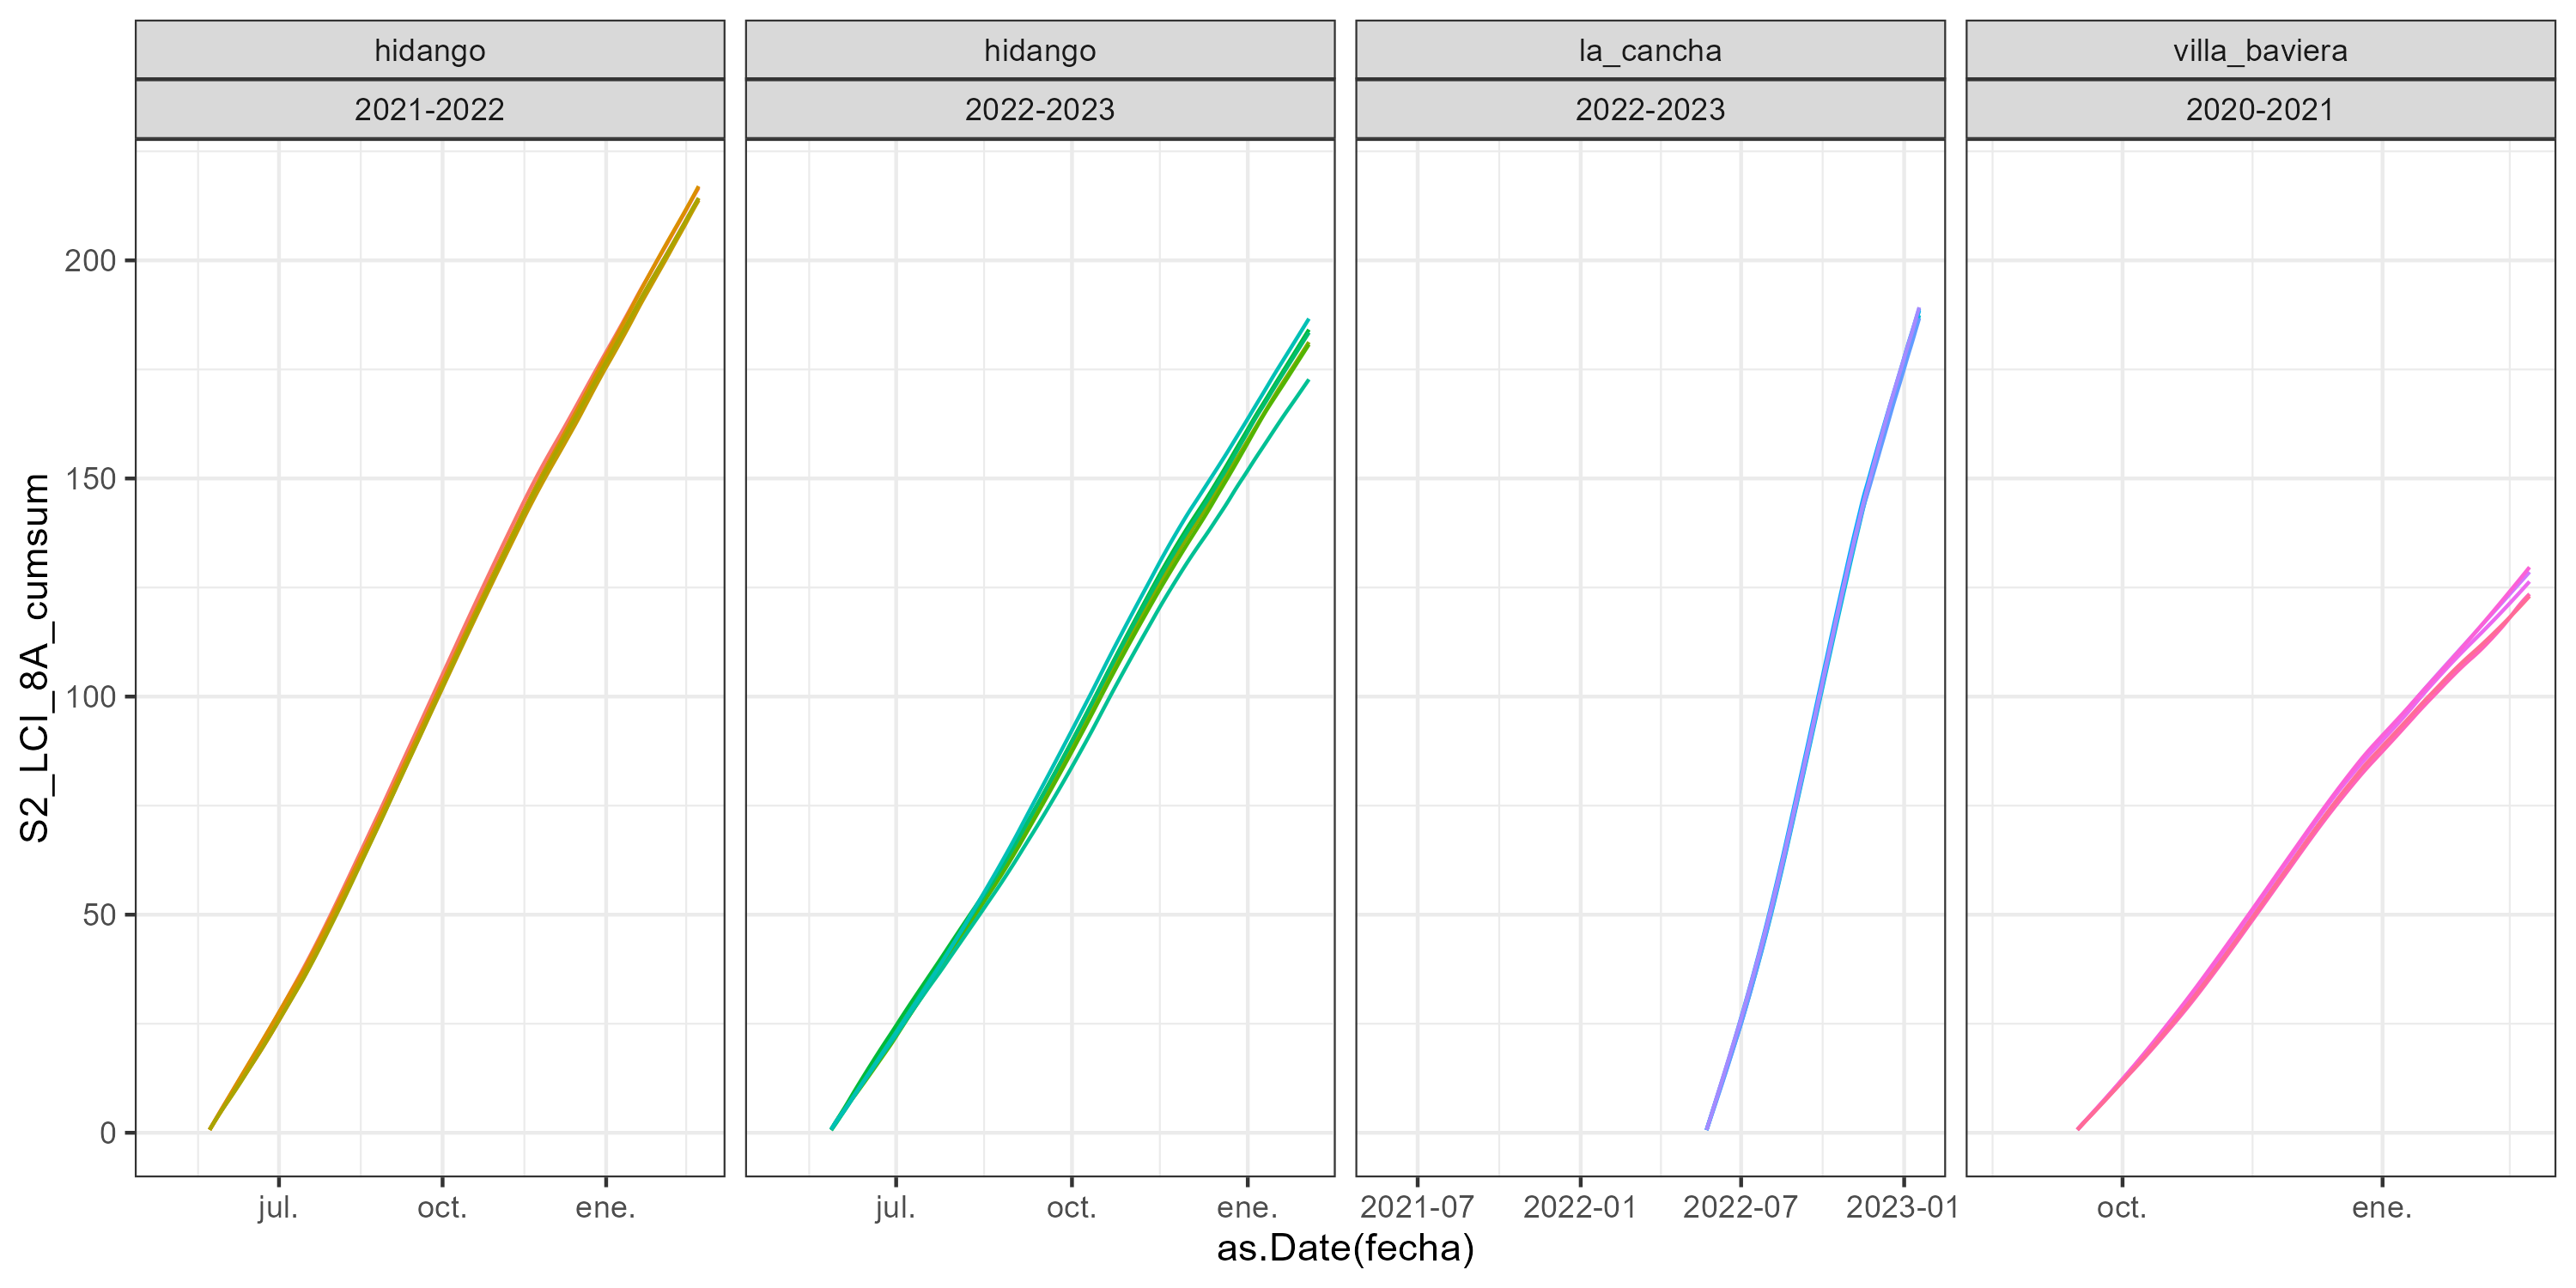 hidango hidango la_cancha villa_baviera
2021-2022 2022-2023 2022-2023 2020-2021
S2_LCI_8A_cumsum
200
150
100
50
0
jul. oct. ene. jul. oct. ene. 2021-07 2022-01 2022-07 2023-01 oct. ene.
as.Date(fecha)